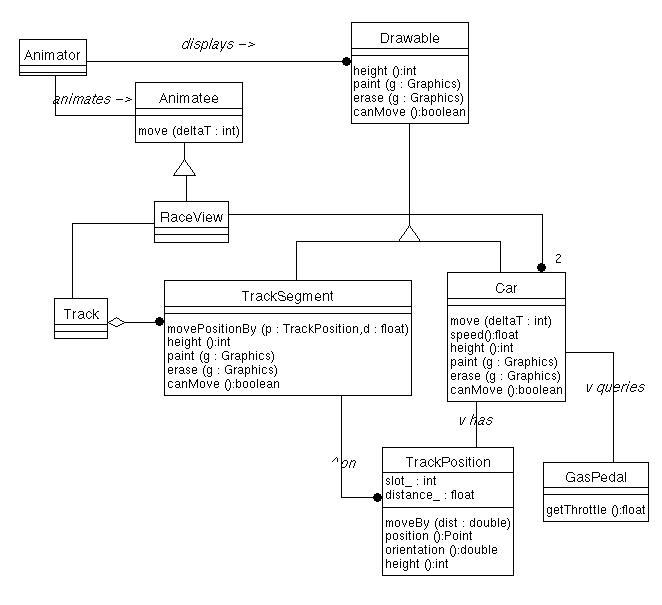 displays ->
Animator
Drawable
height ():int
paint (g : Graphics)
erase (g : Graphics)
canMove ():boolean
animates ->
Animatee
move (deltaT : int)
RaceView
2
Track
TrackSegment
movePositionBy (p : TrackPosition,d : float)
height ():int
paint (g : Graphics)
erase (g : Graphics)
canMove ():boolean
Car
move (deltaT : int)
speed():float
height ():int
paint (g : Graphics)
erase (g : Graphics)
canMove ():boolean
v queries
v has
^on
TrackPosition
slot_ : int
distance_ : float
moveBy (dist : double)
position ():Point
orientation ():double
height ():int
GasPedal
getThrottle ():float